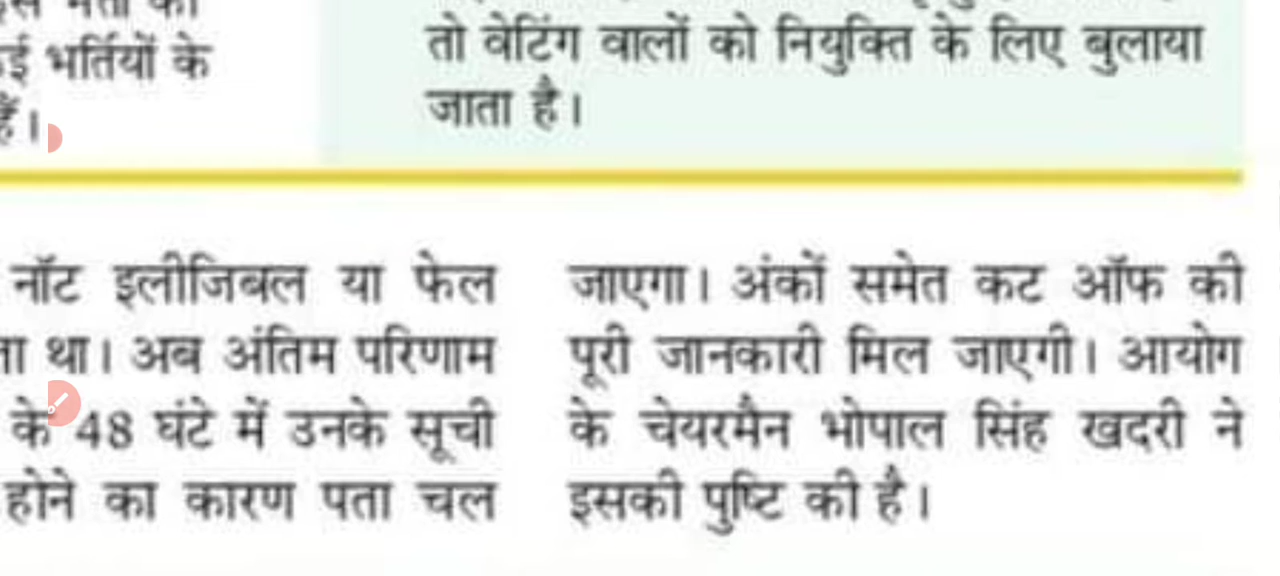 भर्तियों के
हैं।
तो वेटिंग वालों को नियुक्ति के लिए बुलाया
जाता है।
नॉट इलीजिबल या फेल
था। अब अंतिम परिणाम
के 48 घंटे में उनके सूची
होने का कारण पता चल
जाएगा। अंकों समेत कट ऑफ की
पूरी जानकारी मिल जाएगी। आयोग
के चेयरमैन भोपाल सिंह खदरी ने
इसकी पुष्टि की है।